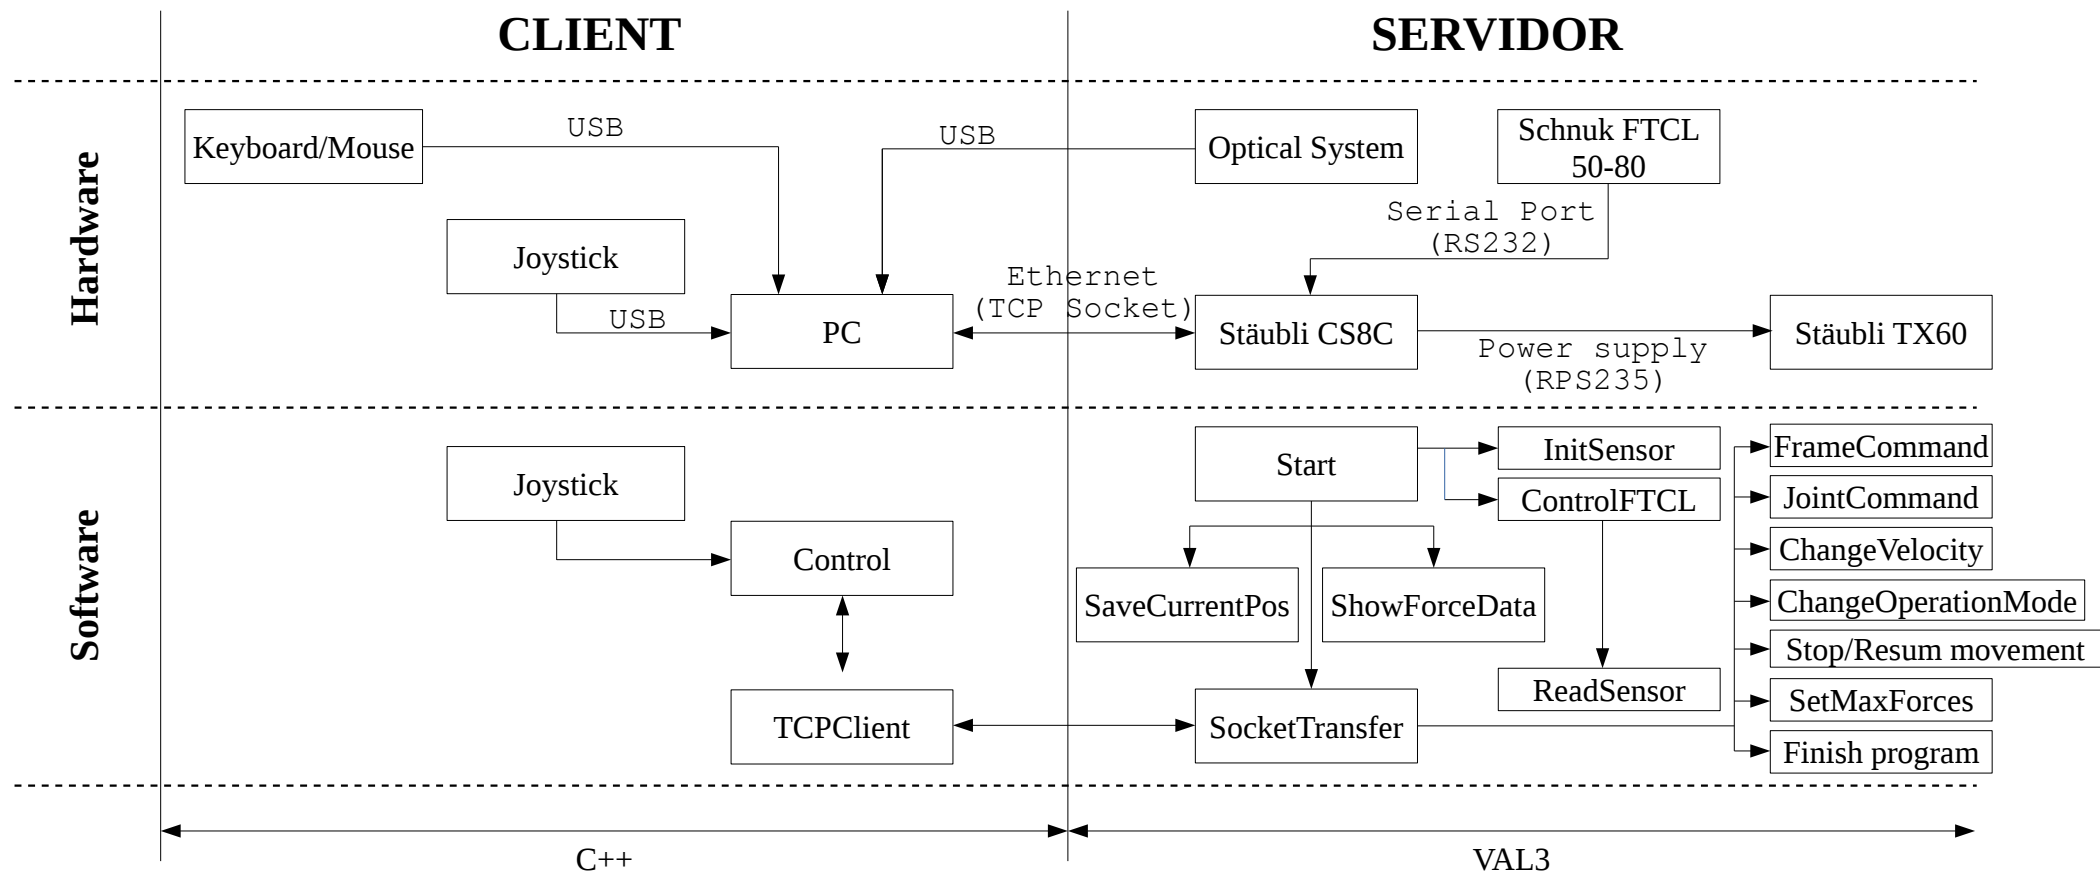 CLIENT
SERVIDOR
Hardware
Keyboard/Mouse
USB
USB
Optical System
Schnuk FTCL
50-80
Joystick
Serial Port
(RS232)
USB
PC
Ethernet
(TCP Socket)
Stäubli CS8C
Power supply
(RPS235)
Stäubli TX60
Software
Joystick
Control
TCPClient
Start
InitSensor
ControlFTCL
SaveCurrentPos
ShowForceData
ReadSensor
SocketTransfer
FrameCommand
JointCommand
ChangeVelocity
ChangeOperationMode
Stop/Resum movement
SetMaxForces
Finish program
C++
VAL3